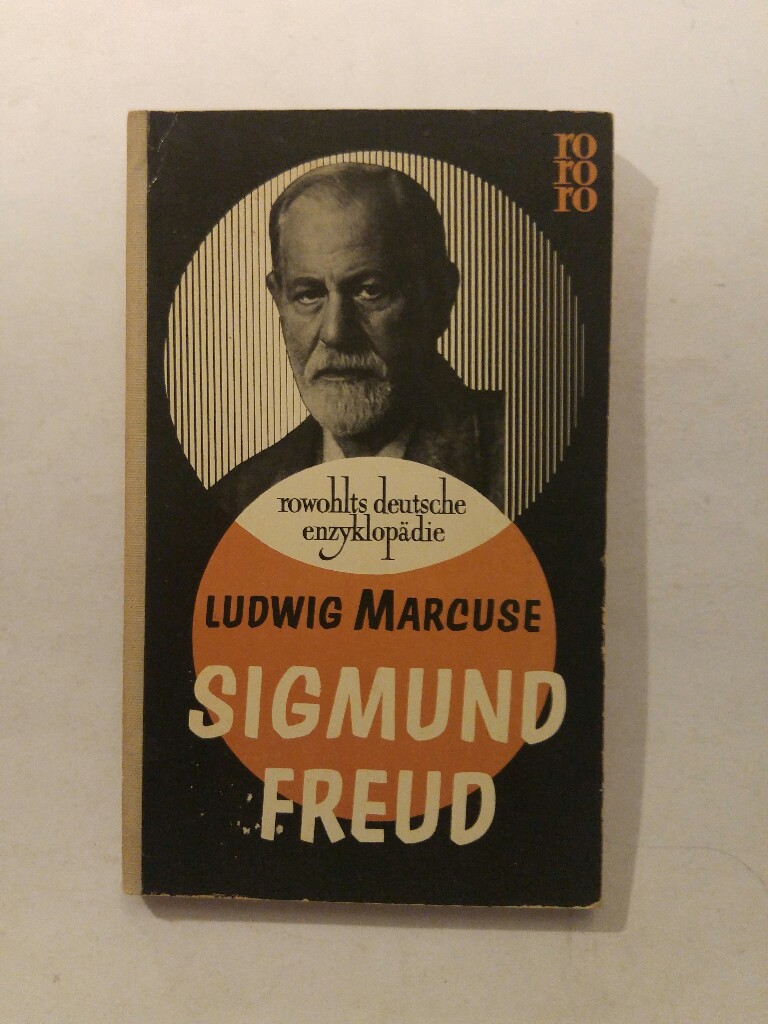 ro
ro
ro
rowohlts deutsche
enzyklopädie
LUDWIG MARCUSE
SIGMUND
FREUD